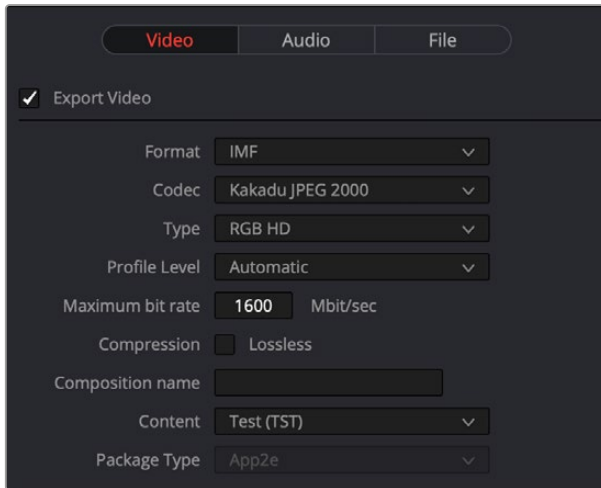 Video Audio File
Export Video
Format IMF
Codec Kakadu JPEG 2000
Type RGB HD
Profile Level Automatic
Maximum bit rate 1600 Mbit/sec
Compression Lossless
Composition name
Content Test (TST)
Package Type App2e